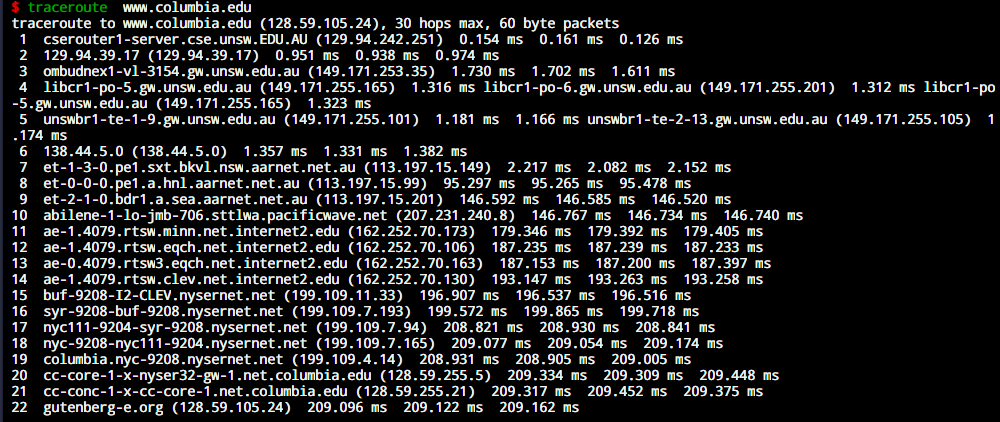 $ traceroute  www.columbia.edu
traceroute to www.columbia.edu (128.59.105.24), 30 hops max, 60 byte packets
 1  cserouter1-server.cse.unsw.EDU.AU (129.94.242.251)  0.154 ms  0.161 ms  0.126 ms
 2  129.94.39.17 (129.94.39.17)  0.951 ms  0.938 ms  0.974 ms
 3  ombudnex1-vl-3154.gw.unsw.edu.au (149.171.253.35)  1.730 ms  1.702 ms  1.611 ms
 4  libcr1-po-5.gw.unsw.edu.au (149.171.255.165)  1.316 ms libcr1-po-6.gw.unsw.edu.au (149.171.255.201)  1.312 ms libcr1-po
-5.gw.unsw.edu.au (149.171.255.165)  1.323 ms
 5  unswbr1-te-1-9.gw.unsw.edu.au (149.171.255.101)  1.181 ms  1.166 ms unswbr1-te-2-13.gw.unsw.edu.au (149.171.255.105)  1
.174 ms
 6  138.44.5.0 (138.44.5.0)  1.357 ms  1.331 ms  1.382 ms
 7  et-1-3-0.pe1.sxt.bkvl.nsw.aarnet.net.au (113.197.15.149)  2.217 ms  2.082 ms  2.152 ms
 8  et-0-0-0.pe1.a.hnl.aarnet.net.au (113.197.15.99)  95.297 ms  95.265 ms  95.478 ms
 9  et-2-1-0.bdr1.a.sea.aarnet.net.au (113.197.15.201)  146.592 ms  146.585 ms  146.520 ms
10  abilene-1-lo-jmb-706.sttlwa.pacificwave.net (207.231.240.8)  146.767 ms  146.734 ms  146.740 ms
11  ae-1.4079.rtsw.minn.net.internet2.edu (162.252.70.173)  179.346 ms  179.392 ms  179.405 ms
12  ae-1.4079.rtsw.eqch.net.internet2.edu (162.252.70.106)  187.235 ms  187.239 ms  187.233 ms
13  ae-0.4079.rtsw3.eqch.net.internet2.edu (162.252.70.163)  187.153 ms  187.200 ms  187.397 ms
14  ae-1.4079.rtsw.clev.net.internet2.edu (162.252.70.130)  193.147 ms  193.263 ms  193.258 ms
15  buf-9208-I2-CLEV.nysernet.net (199.109.11.33)  196.907 ms  196.537 ms  196.516 ms
16  syr-9208-buf-9208.nysernet.net (199.109.7.193)  199.572 ms  199.865 ms  199.718 ms
17  nyc111-9204-syr-9208.nysernet.net (199.109.7.94)  208.821 ms  208.930 ms  208.841 ms
18  nyc-9208-nyc111-9204.nysernet.net (199.109.7.165)  209.077 ms  209.054 ms  209.174 ms
19  columbia.nyc-9208.nysernet.net (199.109.4.14)  208.931 ms  208.905 ms  209.005 ms
20  cc-core-1-x-nyser32-gw-1.net.columbia.edu (128.59.255.5)  209.334 ms  209.309 ms  209.448 ms
21  cc-conc-1-x-cc-core-1.net.columbia.edu (128.59.255.21)  209.317 ms  209.452 ms  209.375 ms
22  gutenberg-e.org (128.59.105.24)  209.096 ms  209.122 ms  209.162 ms